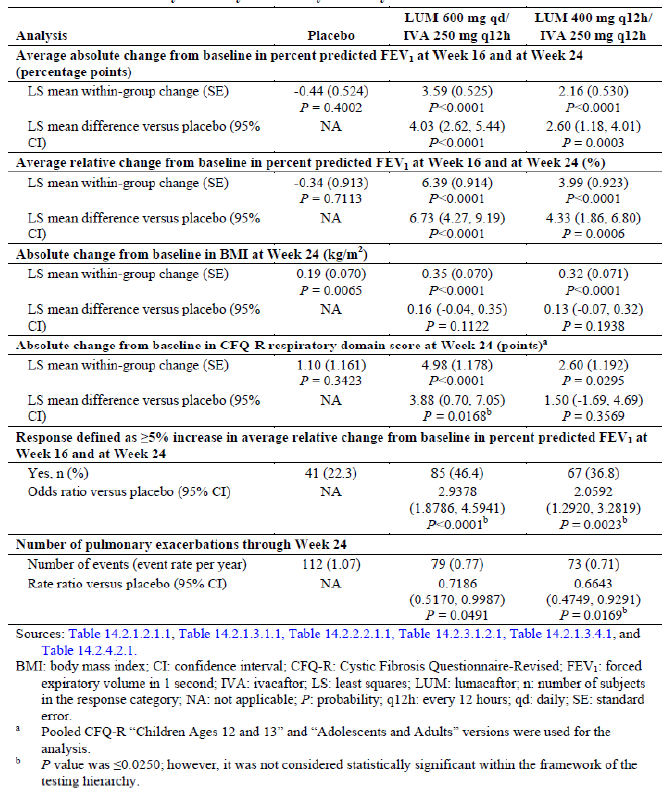 Analysis Placebo LUM 600 mg qd/ IVA 250 mg q12h LUM 400 mg q12h/ IVA 250 mg q12h
Average absolute change from baseline in percent predicted FEV₁ at Week 16 and at Week 24
(percentage points)
LS mean within-group change (SE) -0.44 (0.524) 3.59 (0.525) 2.16 (0.530)
P = 0.4002 P<0.0001 P<0.0001
LS mean difference versus placebo (95% NA 4.03 (2.62, 5.44) 2.60 (1.18, 4.01)
CI) P<0.0001 P = 0.0003
Average relative change from baseline in percent predicted FEV₁ at Week 16 and at Week 24 (%)
LS mean within-group change (SE) -0.34 (0.913) 6.39 (0.914) 3.99 (0.923)
P = 0.7113 P<0.0001 P<0.0001
LS mean difference versus placebo (95% NA 6.73 (4.27, 9.19) 4.33 (1.86, 6.80)
CI) P<0.0001 P = 0.0006
Absolute change from baseline in BMI at Week 24 (kg/m²)
LS mean within-group change (SE) 0.19 (0.070) 0.35 (0.070) 0.32 (0.071)
P = 0.0065 P<0.0001 P<0.0001
LS mean difference versus placebo (95% NA 0.16 (-0.04, 0.35) 0.13 (-0.07, 0.32)
CI) P = 0.1122 P = 0.1938
Absolute change from baseline in CFQ-R respiratory domain score at Week 24 (points)ᵃ
LS mean within-group change (SE) 1.10 (1.161) 4.98 (1.178) 2.60 (1.192)
P = 0.3423 P<0.0001 P = 0.0295
LS mean difference versus placebo (95% NA 3.88 (0.70, 7.05) 1.50 (-1.69, 4.69)
CI) P = 0.0168ᵇ P = 0.3569
Response defined as ≥5% increase in average relative change from baseline in percent predicted FEV₁ at
Week 16 and at Week 24
Yes, n (%) 41 (22.3) 85 (46.4) 67 (36.8)
Odds ratio versus placebo (95% CI) NA 2.9378 2.0592
(1.8786, 4.5941) (1.2920, 3.2819)
P<0.0001ᵇ P = 0.0023ᵇ
Number of pulmonary exacerbations through Week 24
Number of events (event rate per year) 112 (1.07) 79 (0.77) 73 (0.71)
Rate ratio versus placebo (95% CI) NA 0.7186 0.6643
(0.5170, 0.9987) (0.4749, 0.9291)
P = 0.0491 P = 0.0169ᵇ
Sources: Table 14.2.1.2.1.1, Table 14.2.1.3.1.1, Table 14.2.2.2.1.1, Table 14.2.3.1.2.1, Table 14.2.1.3.4.1, and
Table 14.2.4.2.1.
BMI: body mass index; CI: confidence interval; CFQ-R: Cystic Fibrosis Questionnaire-Revised; FEV₁: forced
expiratory volume in 1 second; IVA: ivacaftor; LS: least squares; LUM: lumacaftor; n: number of subjects
in the response category; NA: not applicable; P: probability; q12h: every 12 hours; qd: daily; SE: standard
error.
a Pooled CFQ-R “Children Ages 12 and 13” and “Adolescents and Adults” versions were used for the
analysis.
b P value was ≤0.0250; however, it was not considered statistically significant within the framework of the
testing hierarchy.